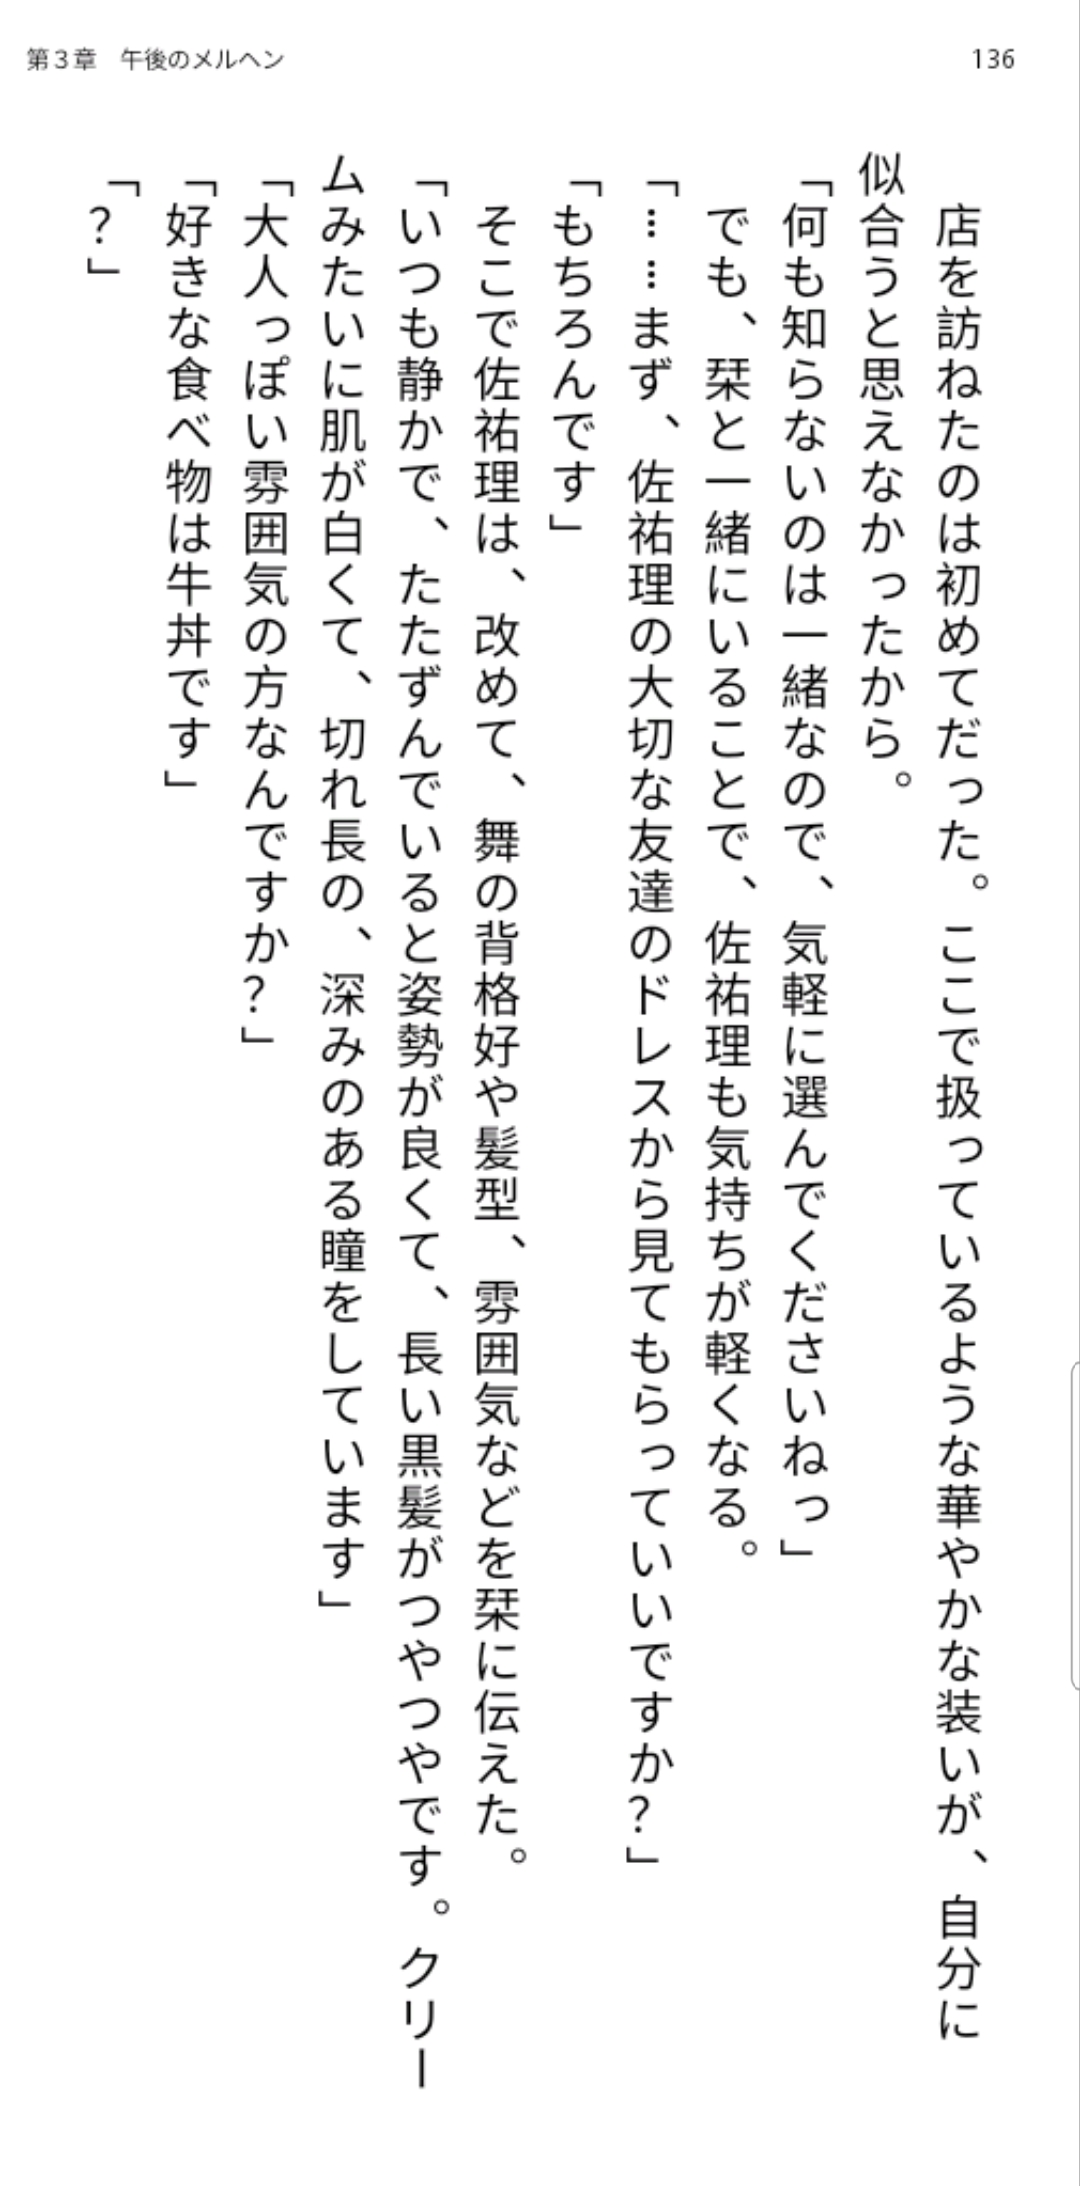 第３章　午後のメルヘン
136
　店を訪ねたのは初めてだった。ここで扱っているような華やかな装いが、自分に
似合うと思えなかったから。
「何も知らないのは一緒なので、気軽に選んでくださいねっ」
　でも、栞と一緒にいることで、佐祐理も気持ちが軽くなる。
「……まず、佐祐理の大切な友達のドレスから見てもらっていいですか？」
「もちろんです」
　そこで佐祐理は、改めて、舞の背格好や髪型、雰囲気などを栞に伝えた。
「いつも静かで、たたずんでいると姿勢が良くて、長い黒髪がつやつやです。クリー
ムみたいに肌が白くて、切れ長の、深みのある瞳をしています」
「大人っぽい雰囲気の方なんですか？」
「好きな食べ物は牛丼です」
「？」